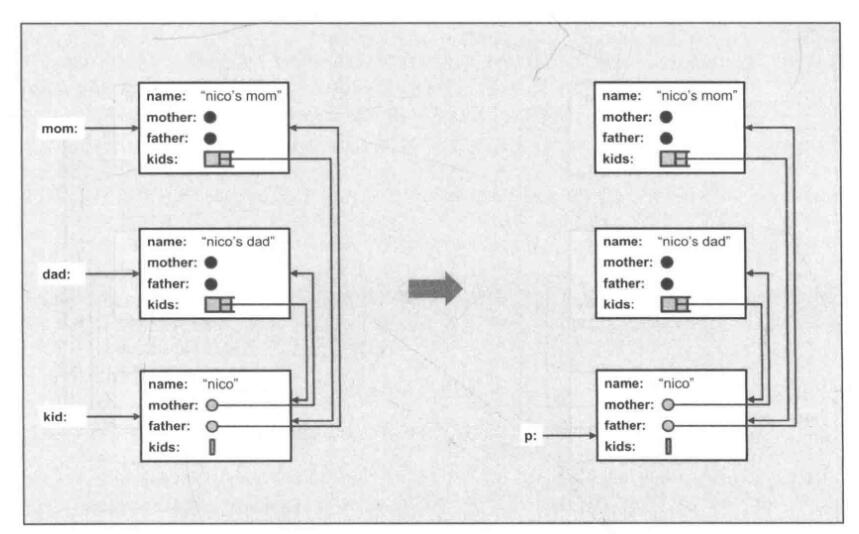 name: "nico's mom"
mother:
father:
kids:
mom:
name: "nico's dad"
mother:
father:
kids:
dad:
name: "nico"
mother:
father:
kids:
kid:
name: "nico's mom"
mother:
father:
kids:
name: "nico's dad"
mother:
father:
kids:
name: "nico"
mother:
father:
kids:
p: